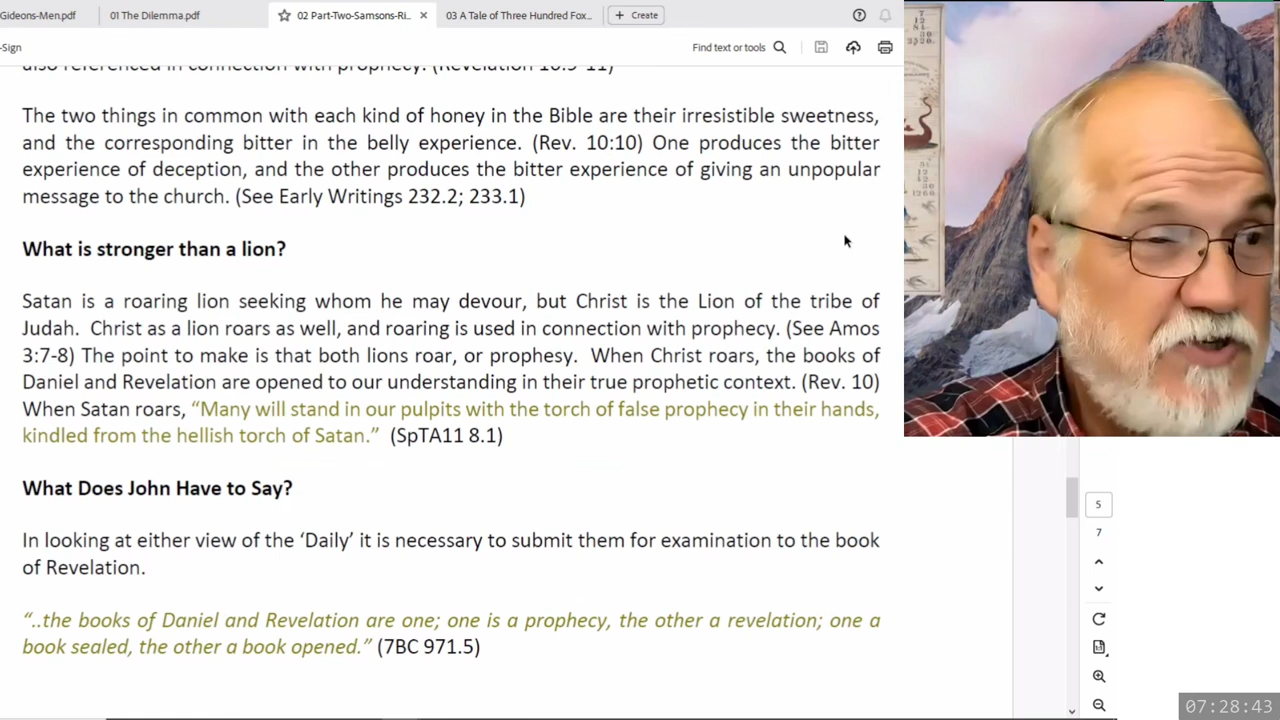 Gideons-Men.pdf
01 The Dilemma.pdf
02 Part-Two-Samsons-Ri...
03 A Tale of Three Hundred Fox...
Create
-Sign
Find text or tools
also referenced in connection with prophecy. (Revelation 10:9-11)
The two things in common with each kind of honey in the Bible are their irresistible sweetness,
and the corresponding bitter in the belly experience. (Rev. 10:10) One produces the bitter
experience of deception, and the other produces the bitter experience of giving an unpopular
message to the church. (See Early Writings 232.2; 233.1)
What is stronger than a lion?
Satan is a roaring lion seeking whom he may devour, but Christ is the Lion of the tribe of
Judah. Christ as a lion roars as well, and roaring is used in connection with prophecy. (See Amos
3:7-8) The point to make is that both lions roar, or prophesy. When Christ roars, the books of
Daniel and Revelation are opened to our understanding in their true prophetic context. (Rev. 10)
When Satan roars, “Many will stand in our pulpits with the torch of false prophecy in their hands,
kindled from the hellish torch of Satan.” (SpTA11 8.1)
What Does John Have to Say?
In looking at either view of the ‘Daily’ it is necessary to submit them for examination to the book
of Revelation.
“..the books of Daniel and Revelation are one; one is a prophecy, the other a revelation; one a
book sealed, the other a book opened.” (7BC 971.5)
5
7
07:28:43